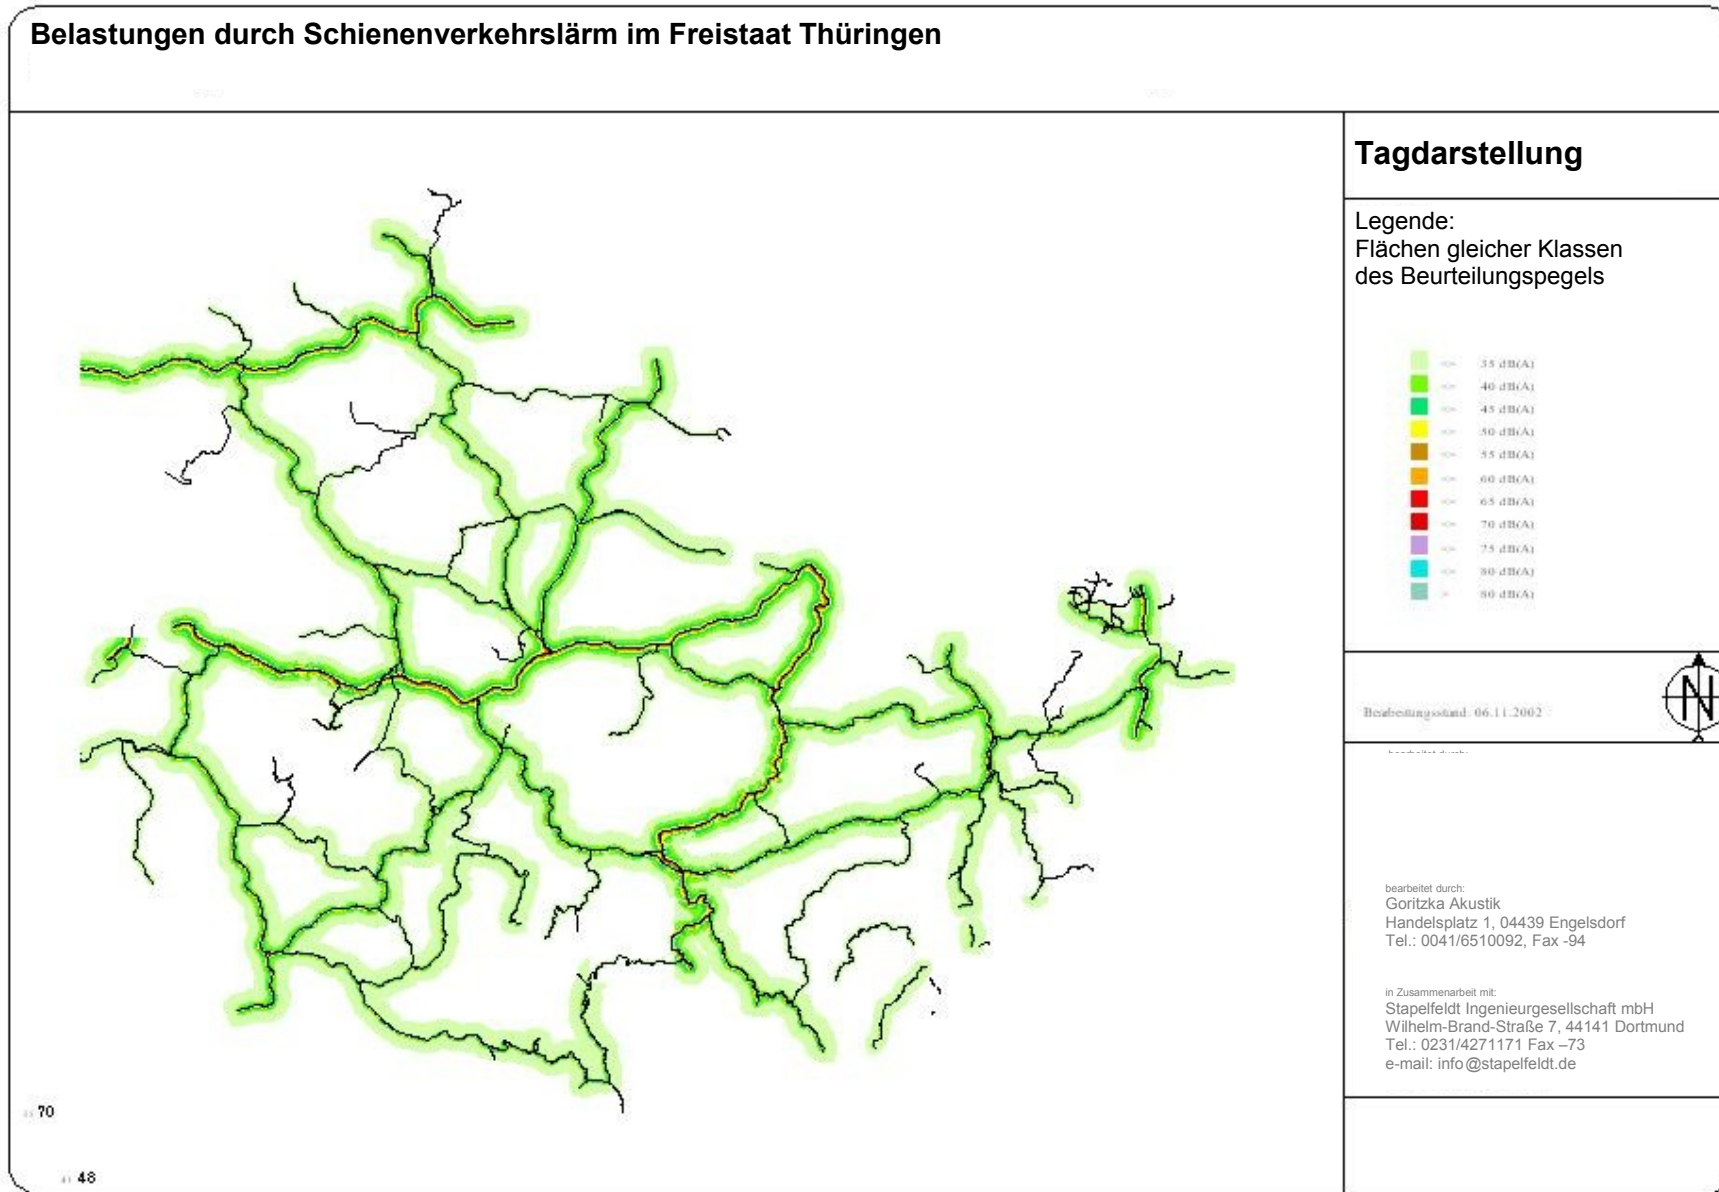 Belastungen durch Schienenverkehrslärm im Freistaat Thüringen
Tagdarstellung
Legende:
Flächen gleicher Klassen
des Beurteilungspegels
<= 35 dB(A)
<= 40 dB(A)
<= 45 dB(A)
<= 50 dB(A)
<= 55 dB(A)
<= 60 dB(A)
<= 65 dB(A)
<= 70 dB(A)
<= 75 dB(A)
<= 80 dB(A)
> 80 dB(A)
N
Bearbeitungsstand: 06.11.2002
bearbeitet durch:
Goritzka Akustik
Handelsplatz 1, 04439 Engelsdorf
Tel.: 0041/6510092, Fax -94
in Zusammenarbeit mit:
Stapelfeldt Ingenieurgesellschaft mbH
Wilhelm-Brand-Straße 7, 44141 Dortmund
Tel.: 0231/4271171 Fax –73
e-mail: info@stapelfeldt.de
70
48